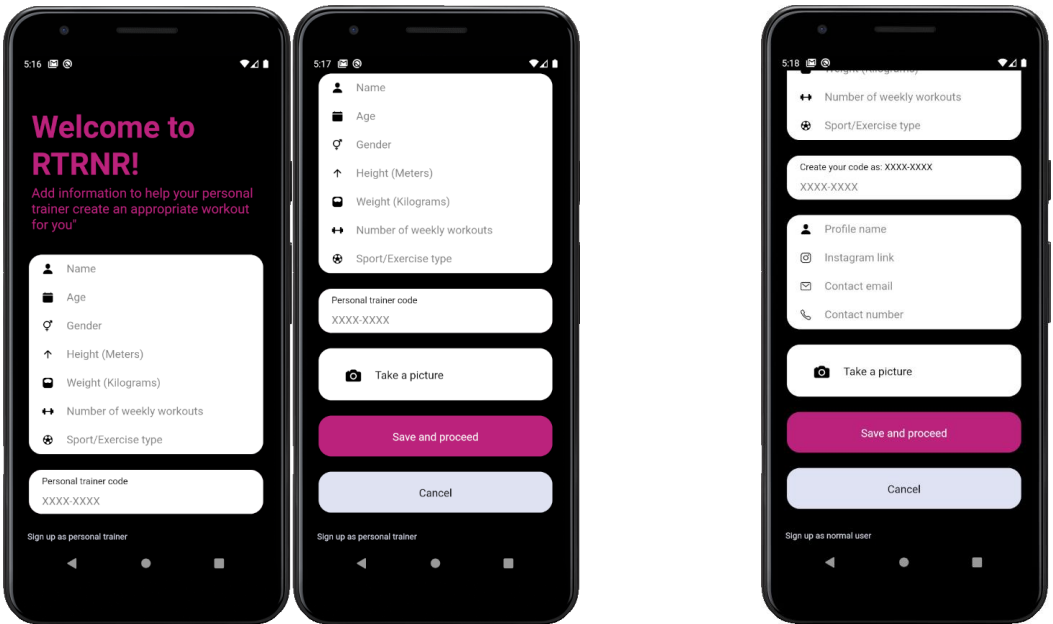 5:16
Welcome to
RTRNR!
Add information to help your personal
trainer create an appropriate workout
for you"
Name
Age
Gender
Height (Meters)
Weight (Kilograms)
Number of weekly workouts
Sport/Exercise type
Personal trainer code
XXXX-XXXX
Sign up as personal trainer
5:17
Name
Age
Gender
Height (Meters)
Weight (Kilograms)
Number of weekly workouts
Sport/Exercise type
Personal trainer code
XXXX-XXXX
Take a picture
Save and proceed
Cancel
Sign up as personal trainer
5:18
Weight (Kilograms)
Number of weekly workouts
Sport/Exercise type
Create your code as: XXXX-XXXX
XXXX-XXXX
Profile name
Instagram link
Contact email
Contact number
Take a picture
Save and proceed
Cancel
Sign up as normal user